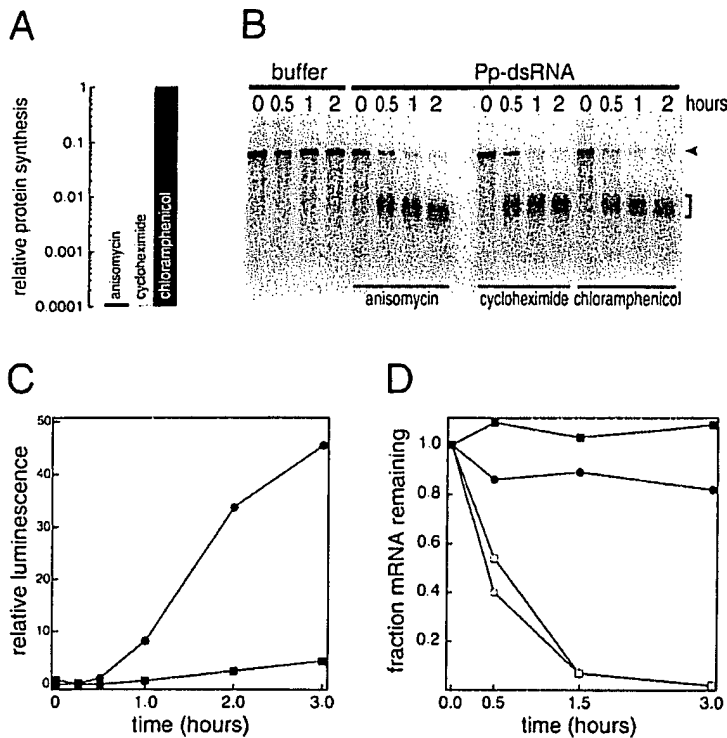 A
relative protein synthesis
1
0.1
0.01
0.001
0.0001
anisomycin
cycloheximide
chloramphenicol
B
buffer
Pp-dsRNA
0 0.5 1 2 0 0.5 1 2 0 0.5 1 2 0 0.5 1 2 hours
anisomycin cycloheximide chloramphenicol
C
relative luminescence
50
40
30
20
10
0
0 1.0 2.0 3.0
time (hours)
D
fraction mRNA remaining
1.0
0.8
0.6
0.4
0.2
0.0 0.5 1.5 3.0
time (hours)